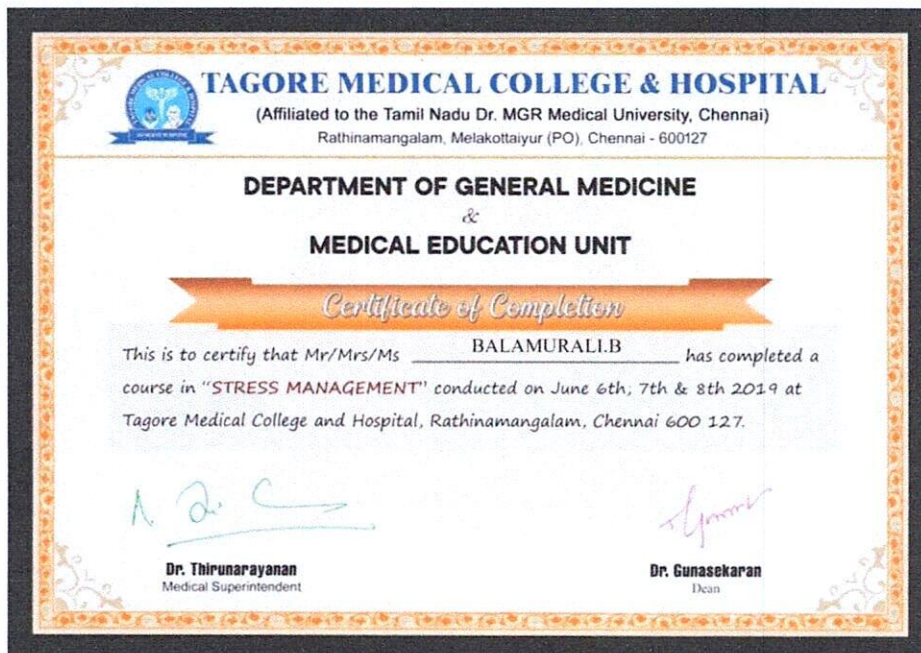 TAGORE MEDICAL COLLEGE & HOSPITAL
(Affiliated to the Tamil Nadu Dr. MGR Medical University, Chennai)
Rathinamangalam, Melakottaiyur (PO), Chennai - 600127
DEPARTMENT OF GENERAL MEDICINE
&
MEDICAL EDUCATION UNIT
Certificate of Completion
This is to certify that Mr/Mrs/Ms BALAMURALI.B has completed a
course in "STRESS MANAGEMENT" conducted on June 6th, 7th & 8th 2019 at
Tagore Medical College and Hospital, Rathinamangalam, Chennai 600 127.
Dr. Thirunarayanan
Medical Superintendent
Dr. Gunasekaran
Dean